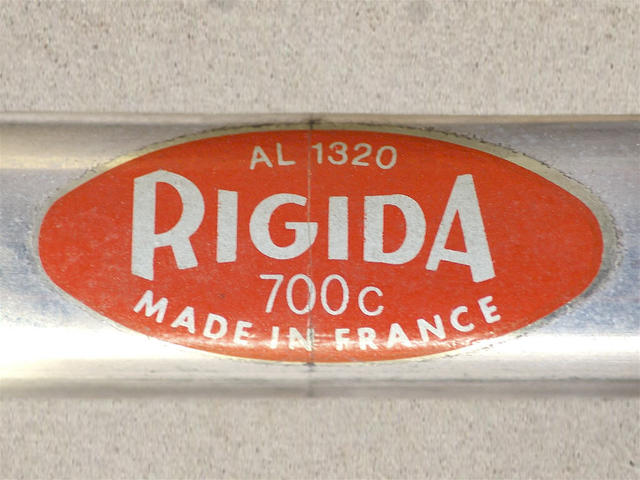 AL 1320
RIGIDA
700c
MADE IN FRANCE